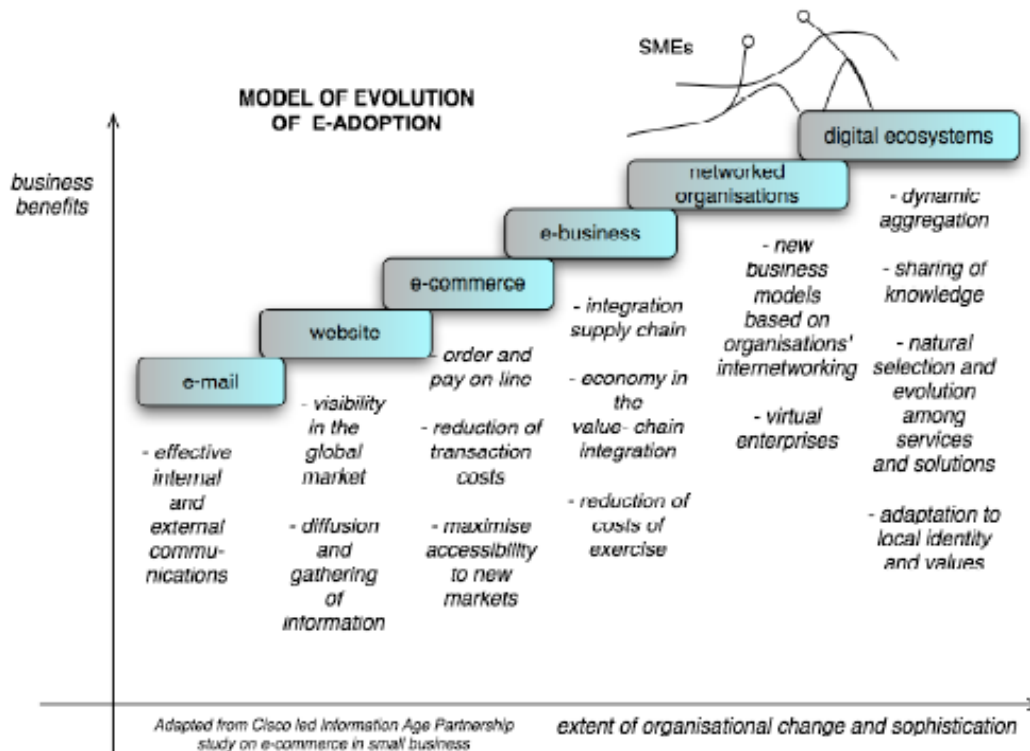 SMEs
MODEL OF EVOLUTION
OF E-ADOPTION
business
benefits
digital ecosystems
networked
organisations
e-business
e-commerce
website
e-mail
- effective
internal
and
external
commu-
nications
- visibility
in the
global
market
- diffusion
and
gathering
of
information
- order and
pay on line
- reduction of
transaction
costs
- maximise
accessibility
to new
markets
- integration
supply chain
- economy in
the
value- chain
integration
- reduction of
costs of
exercise
- new
business
models
based on
organisations'
internetworking
- virtual
enterprises
- dynamic
aggregation
- sharing of
knowledge
- natural
selection and
evolution
among
services
and solutions
- adaptation to
local identity
and values
Adapted from Cisco led Information Age Partnership
study on e-commerce in small business
extent of organisational change and sophistication